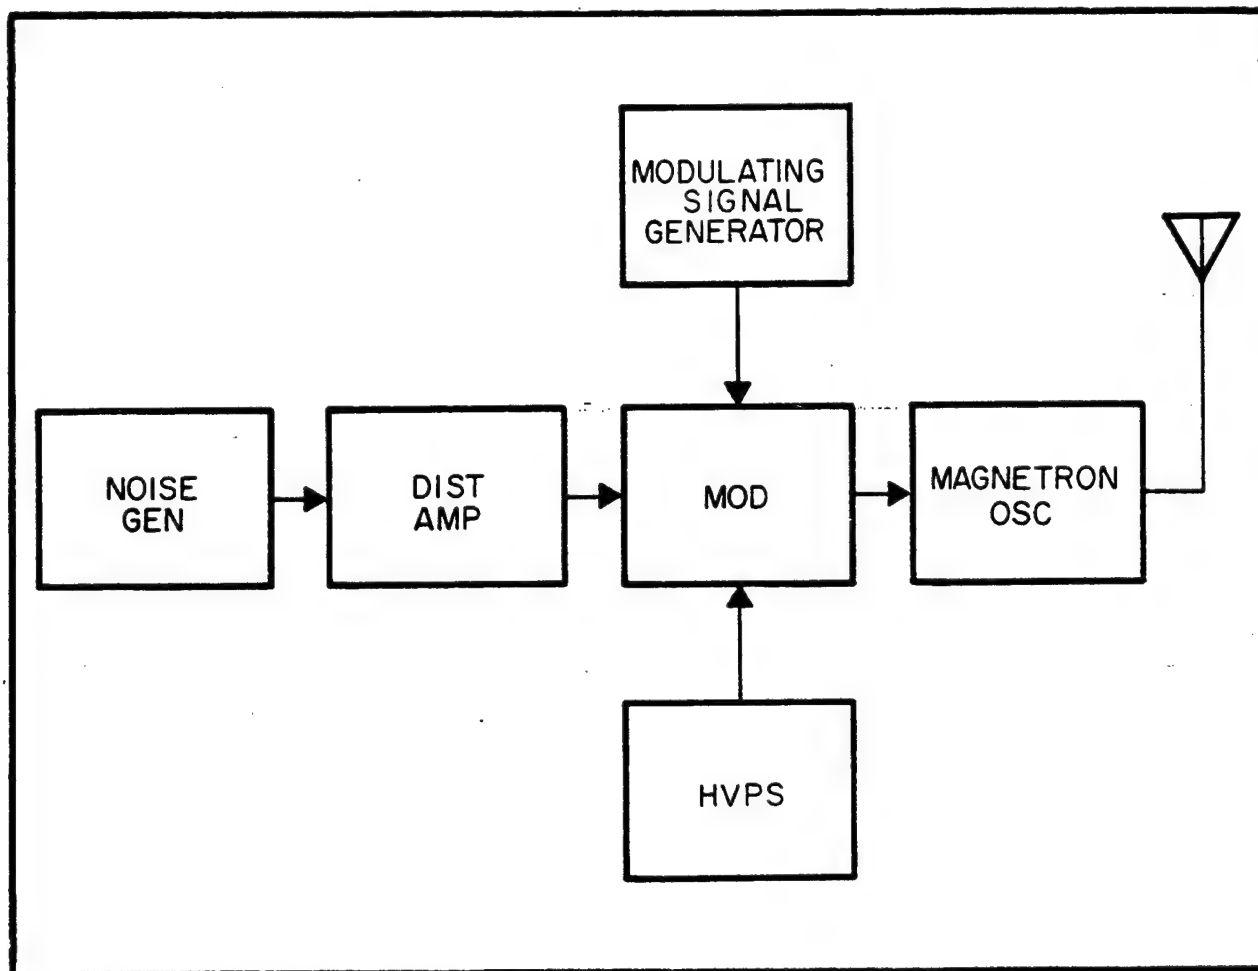 MODULATING
SIGNAL
GENERATOR
NOISE
GEN
DIST
AMP
MOD
MAGNETRON
OSC
HVPS